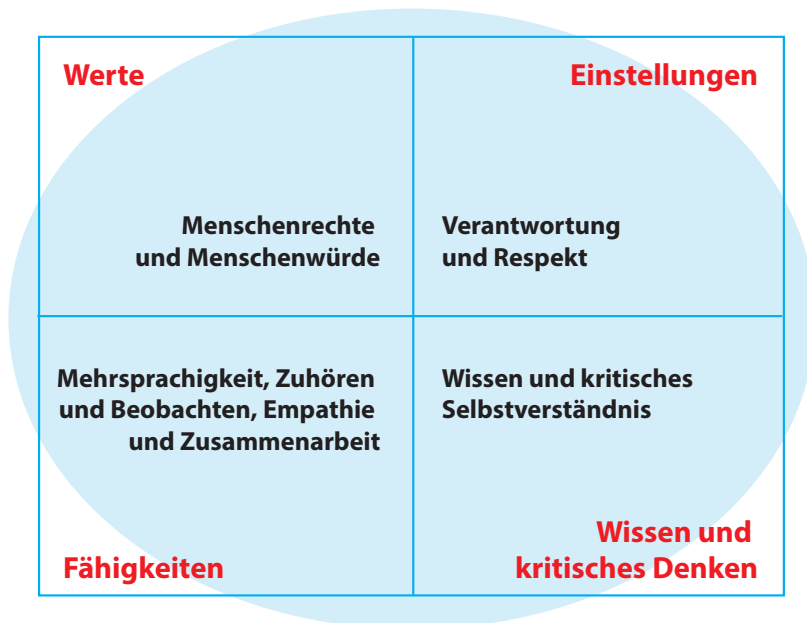 Werte
Einstellungen
Menschenrechte
und Menschenwürde
Verantwortung
und Respekt
Mehrsprachigkeit, Zuhören
und Beobachten, Empathie
und Zusammenarbeit
Wissen und kritisches
Selbstverständnis
Fähigkeiten
Wissen und
kritisches Denken